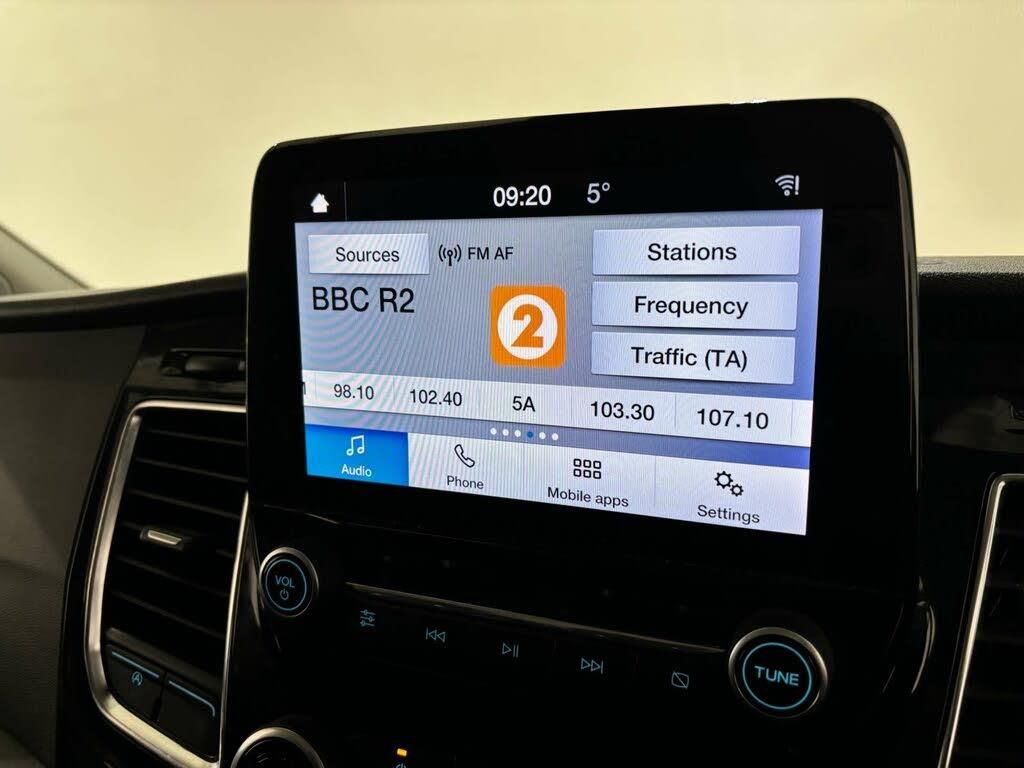 09:20 5°
Sources FM AF
Stations
BBC R2
2
Frequency
Traffic (TA)
98.10 102.40 5A 103.30 107.10
Audio Phone Mobile apps Settings
VOL
TUNE
A